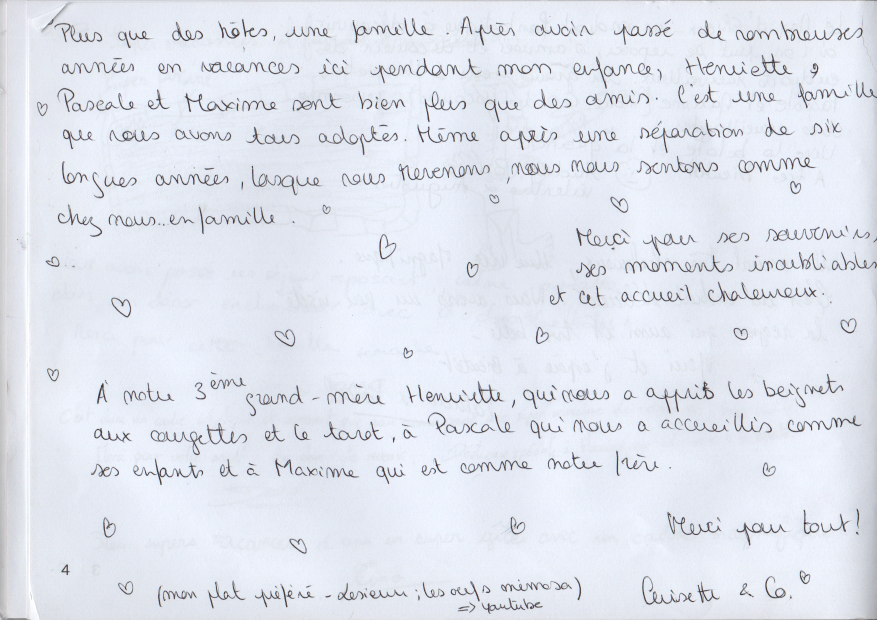 Plus que des hôtes, une famille. Après avoir passé de nombreuses
années en vacances ici pendant mon enfance, Henriette,
Pascale et Maxime sont bien plus que des amis. C'est une famille
que nous avons tous adoptés. Même après une séparation de six
longues années, lasque nous revenons nous nous sentons comme
chez nous.. en famille.
Merci pour ses souvenirs,
ses moments inoubliables
et cet accueil chaleureux.
À notre 3ème grand-mère Henriette, qui nous a appris les beignets
aux courgettes et le tarot, à Pascale qui nous a accueillis comme
ses enfants et à Maxime qui est comme notre frère.
Merci pour tout!
4
(mon plat préféré - ; les oeufs mimosa)
=> youtube
& Co.